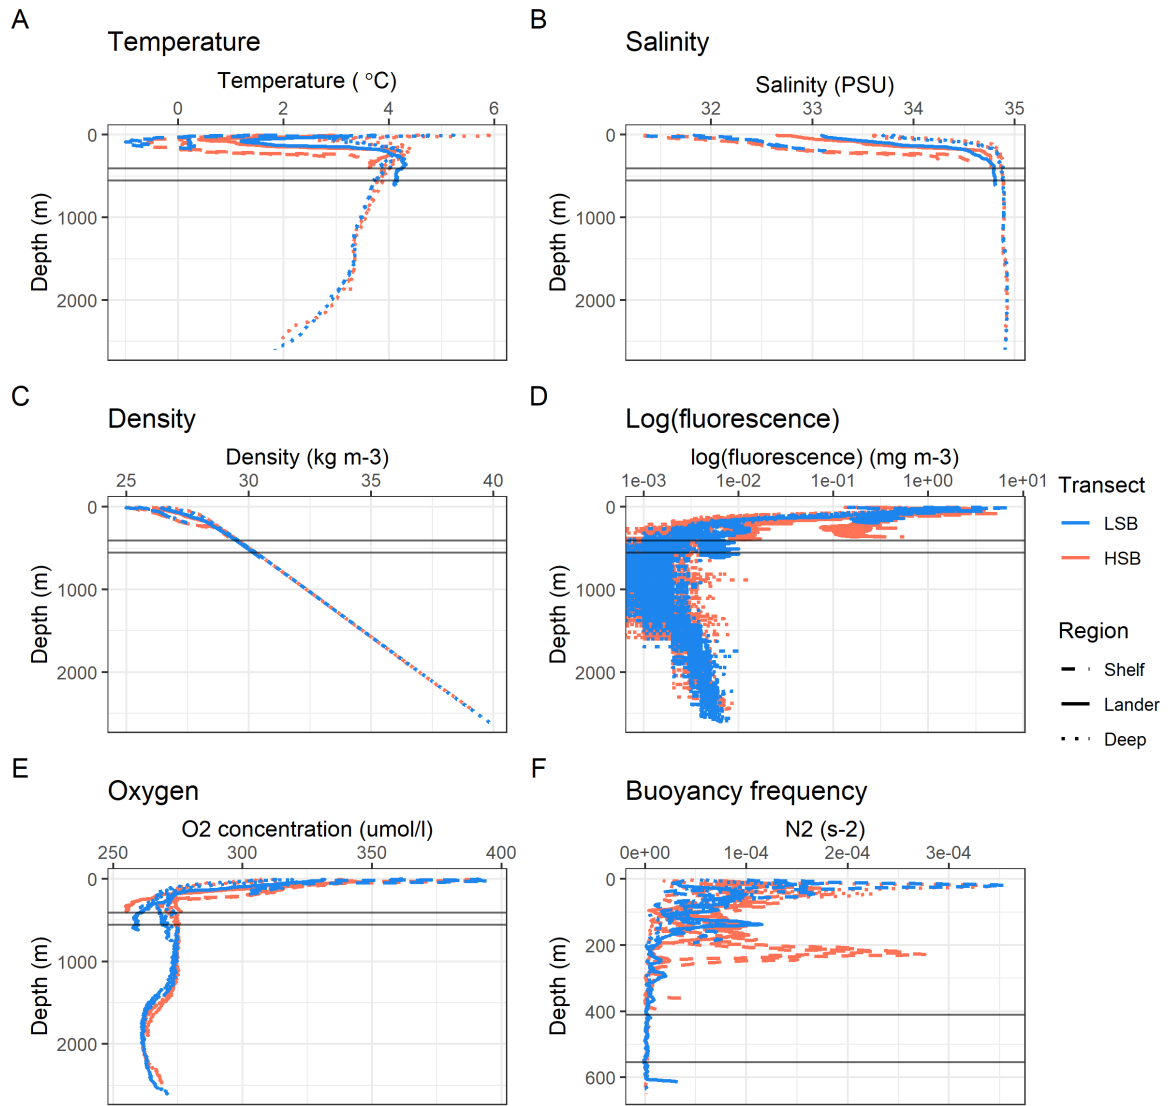 A
Temperature
Temperature ( °C)
0 2 4 6
0
1000
2000
Depth (m)
B
Salinity
Salinity (PSU)
32 33 34 35
0
1000
2000
Depth (m)
C
Density
Density (kg m-3)
25 30 35 40
0
1000
2000
Depth (m)
D
Log(fluorescence)
log(fluorescence) (mg m-3)
1e-03 1e-02 1e-01 1e+00 1e+01
0
1000
2000
Depth (m)
Transect
LSB
HSB
Region
Shelf
Lander
Deep
E
Oxygen
O2 concentration (umol/l)
250 300 350 400
0
1000
2000
Depth (m)
F
Buoyancy frequency
N2 (s-2)
0e+00 1e-04 2e-04 3e-04
0
200
400
600
Depth (m)